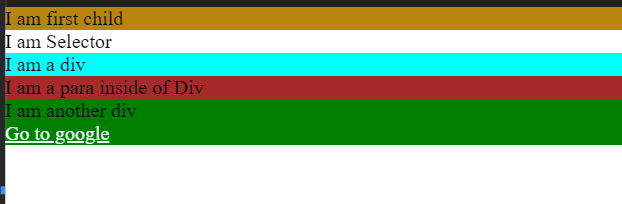 I am first child
I am Selector
I am a div
I am a para inside of Div
I am another div
Go to google